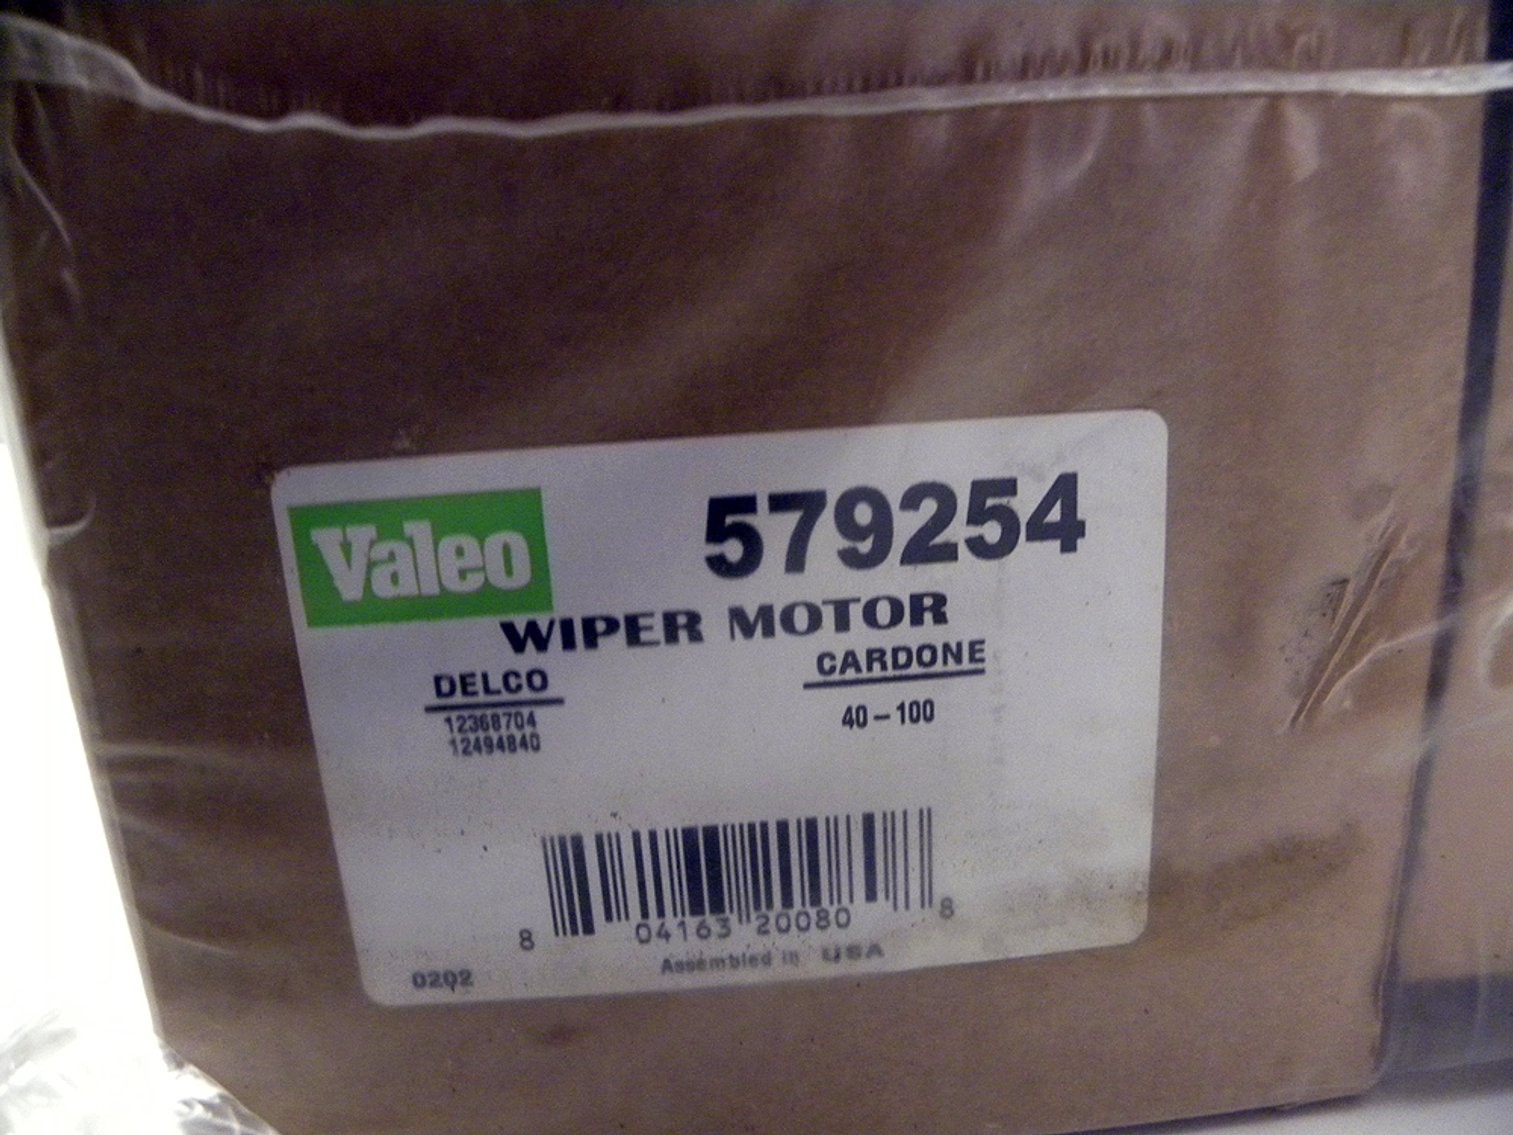 Valeo
579254
WIPER MOTOR
DELCO
CARDONE
12368704
12494840
40-100
8 04163 20080 8
Assembled in USA
0202